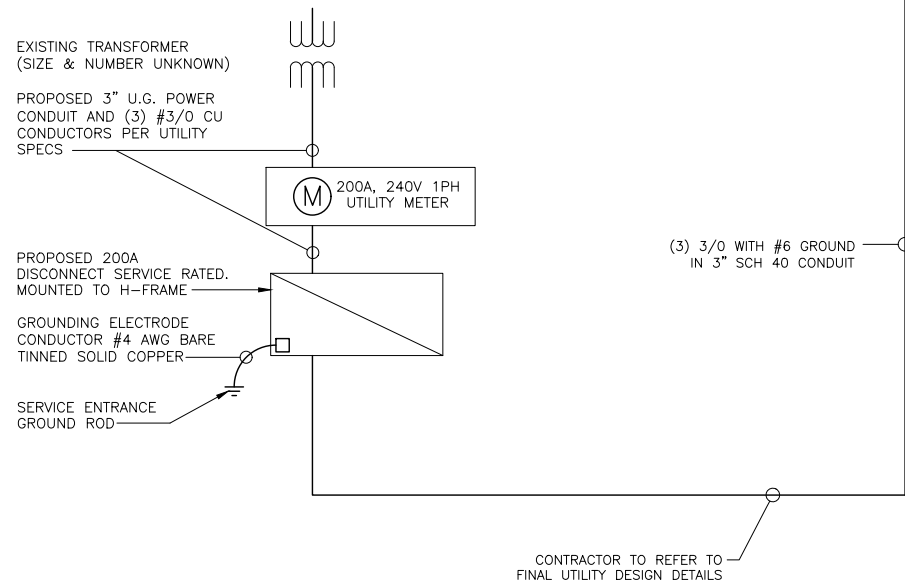 EXISTING TRANSFORMER
(SIZE & NUMBER UNKNOWN)
PROPOSED 3" U.G. POWER
CONDUIT AND (3) #3/0 CU
CONDUCTORS PER UTILITY
SPECS
M
200A, 240V 1PH
UTILITY METER
PROPOSED 200A
DISCONNECT SERVICE RATED.
MOUNTED TO H-FRAME
GROUNDING ELECTRODE
CONDUCTOR #4 AWG BARE
TINNED SOLID COPPER
SERVICE ENTRANCE
GROUND ROD
(3) 3/0 WITH #6 GROUND
IN 3" SCH 40 CONDUIT
CONTRACTOR TO REFER TO
FINAL UTILITY DESIGN DETAILS